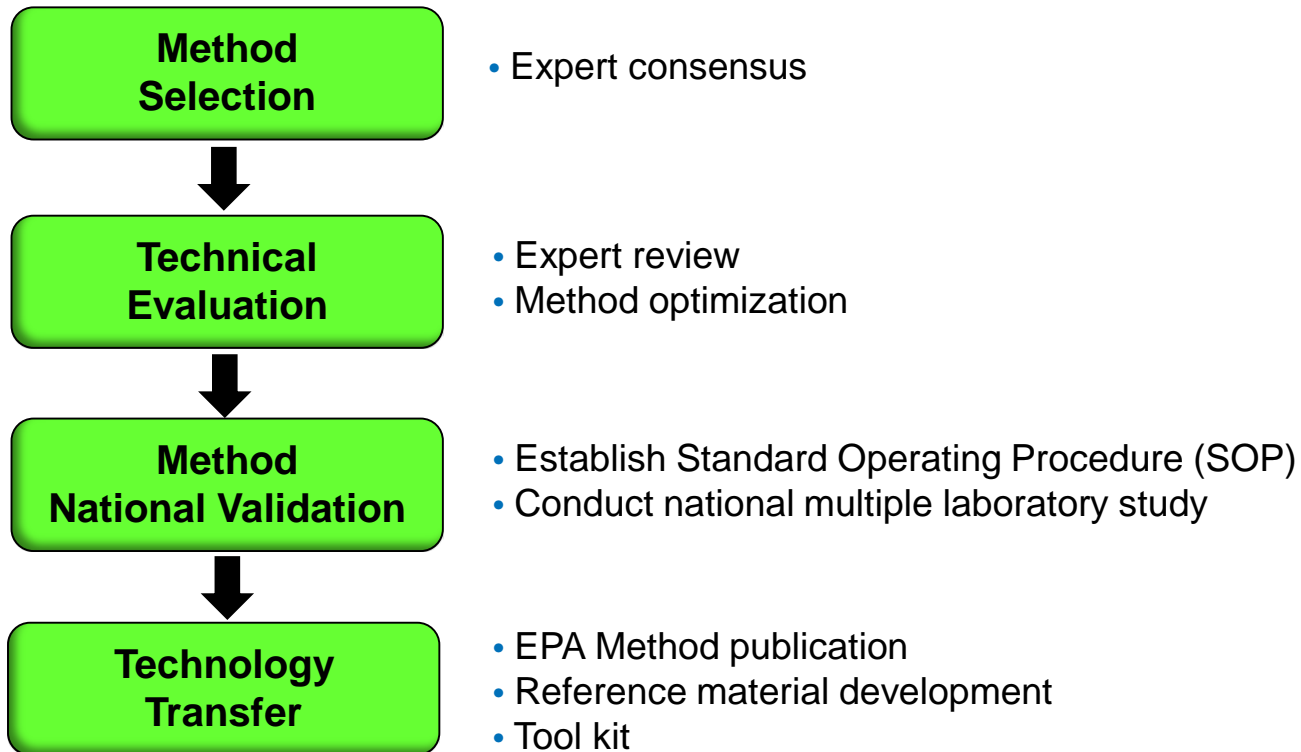 Method
Selection
• Expert consensus
Technical
Evaluation
• Expert review
• Method optimization
Method
National Validation
• Establish Standard Operating Procedure (SOP)
• Conduct national multiple laboratory study
Technology
Transfer
• EPA Method publication
• Reference material development
• Tool kit